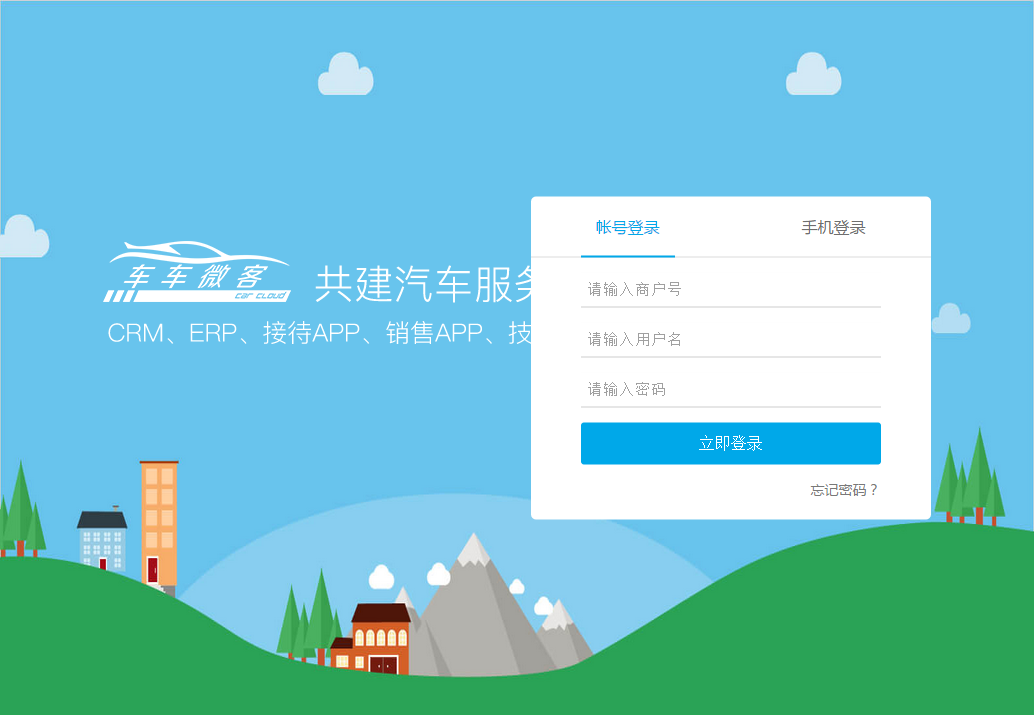 车车微客
car cloud
共建汽车服务
CRM、ERP、接待APP、销售APP、技
帐号登录
手机登录
请输入商户号
请输入用户名
请输入密码
立即登录
忘记密码？